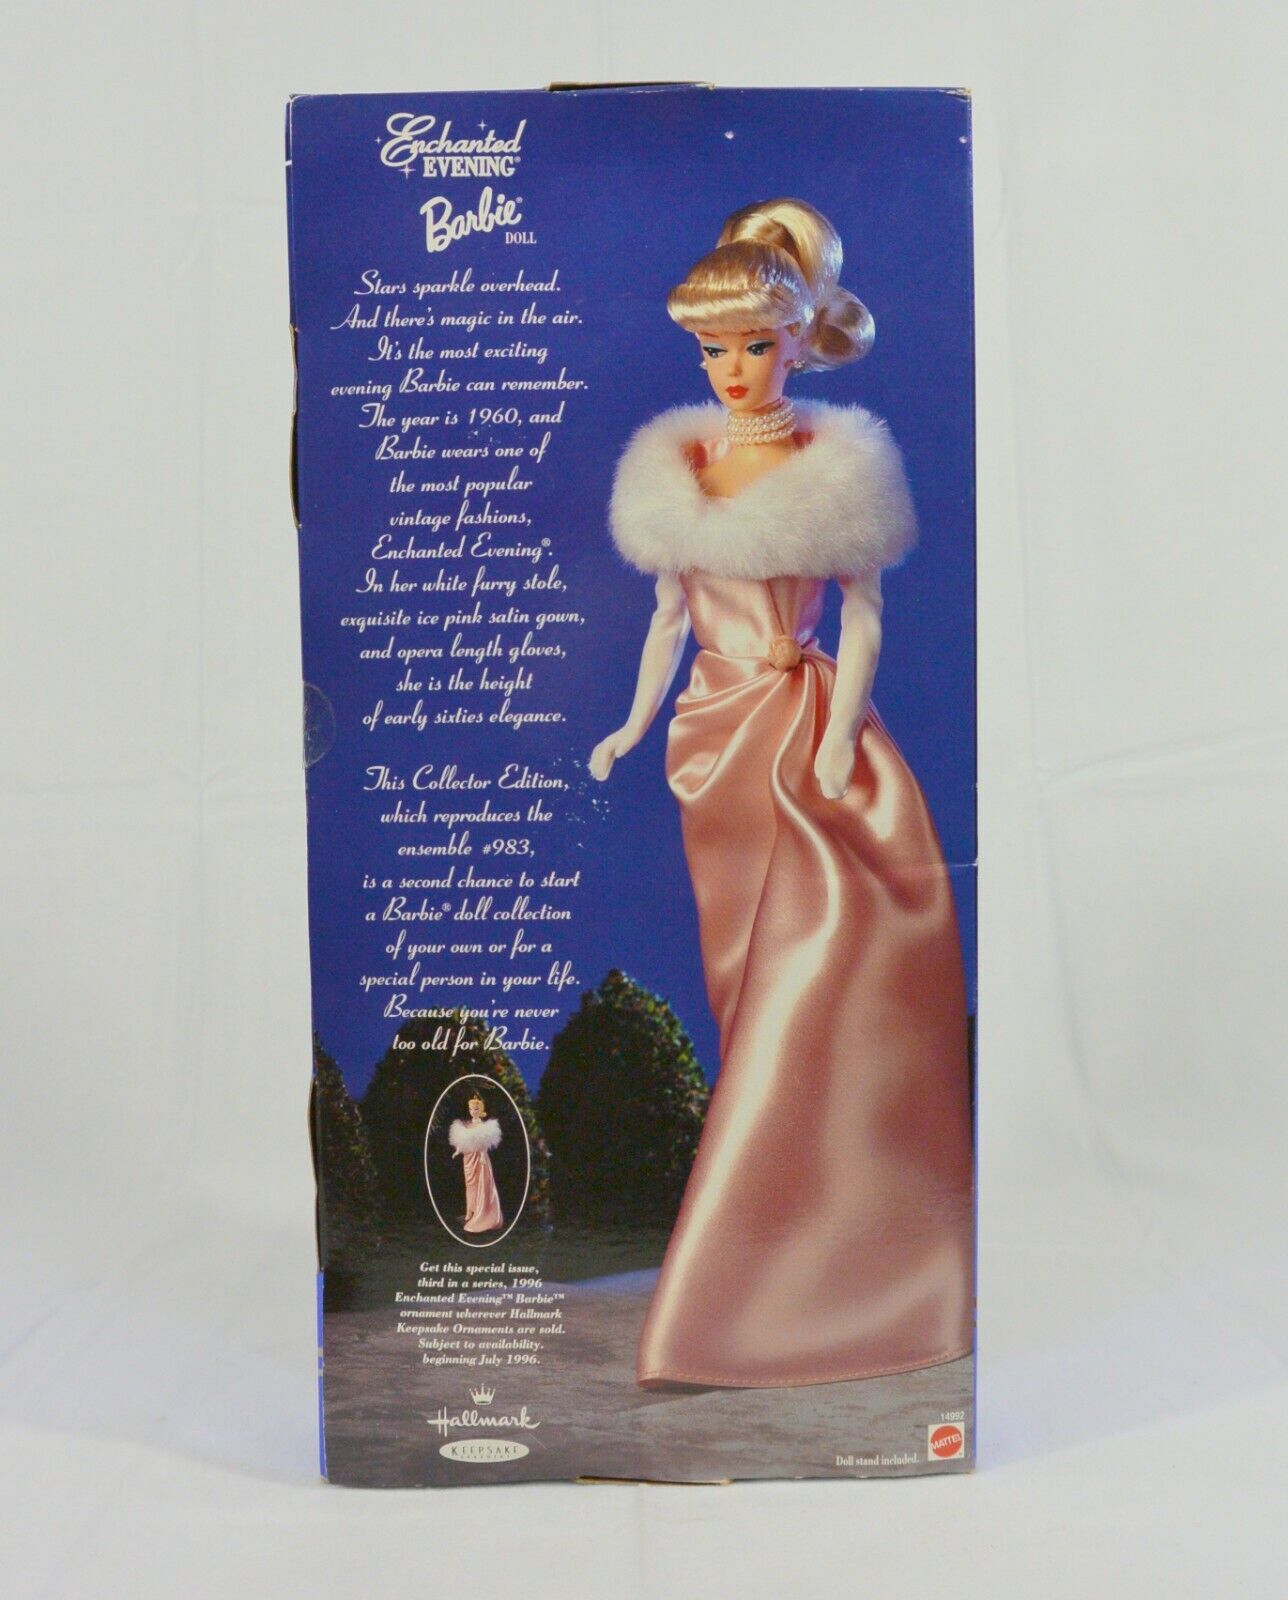 Enchanted
EVENING®
Barbie®
DOLL
Stars sparkle overhead.
And there's magic in the air.
It's the most exciting
evening Barbie can remember.
The year is 1960, and
Barbie wears one of
the most popular
vintage fashions,
Enchanted Evening®.
In her white furry stole,
exquisite ice pink satin gown,
and opera length gloves,
she is the height
of early sixties elegance.
This Collector Edition,
which reproduces the
ensemble #983,
is a second chance to start
a Barbie® doll collection
of your own or for a
special person in your life.
Because you're never
too old for Barbie.
Get this special issue,
third in a series, 1996
Enchanted Evening™ Barbie™
ornament wherever Hallmark
Keepsake Ornaments are sold.
Subject to availability.
beginning July 1996.
Hallmark
KEEPSAKE
ORNAMENT
14992
MATTEL
Doll stand included.